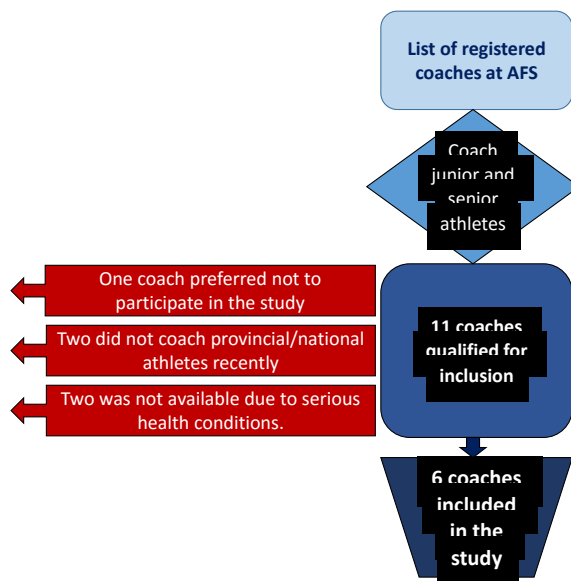 List of registered
coaches at AFS
Coach
junior and
senior
athletes
One coach preferred not to
participate in the study
Two did not coach provincial/national
athletes recently
Two was not available due to serious
health conditions.
11 coaches
qualified for
inclusion
6 coaches
included
in the
study